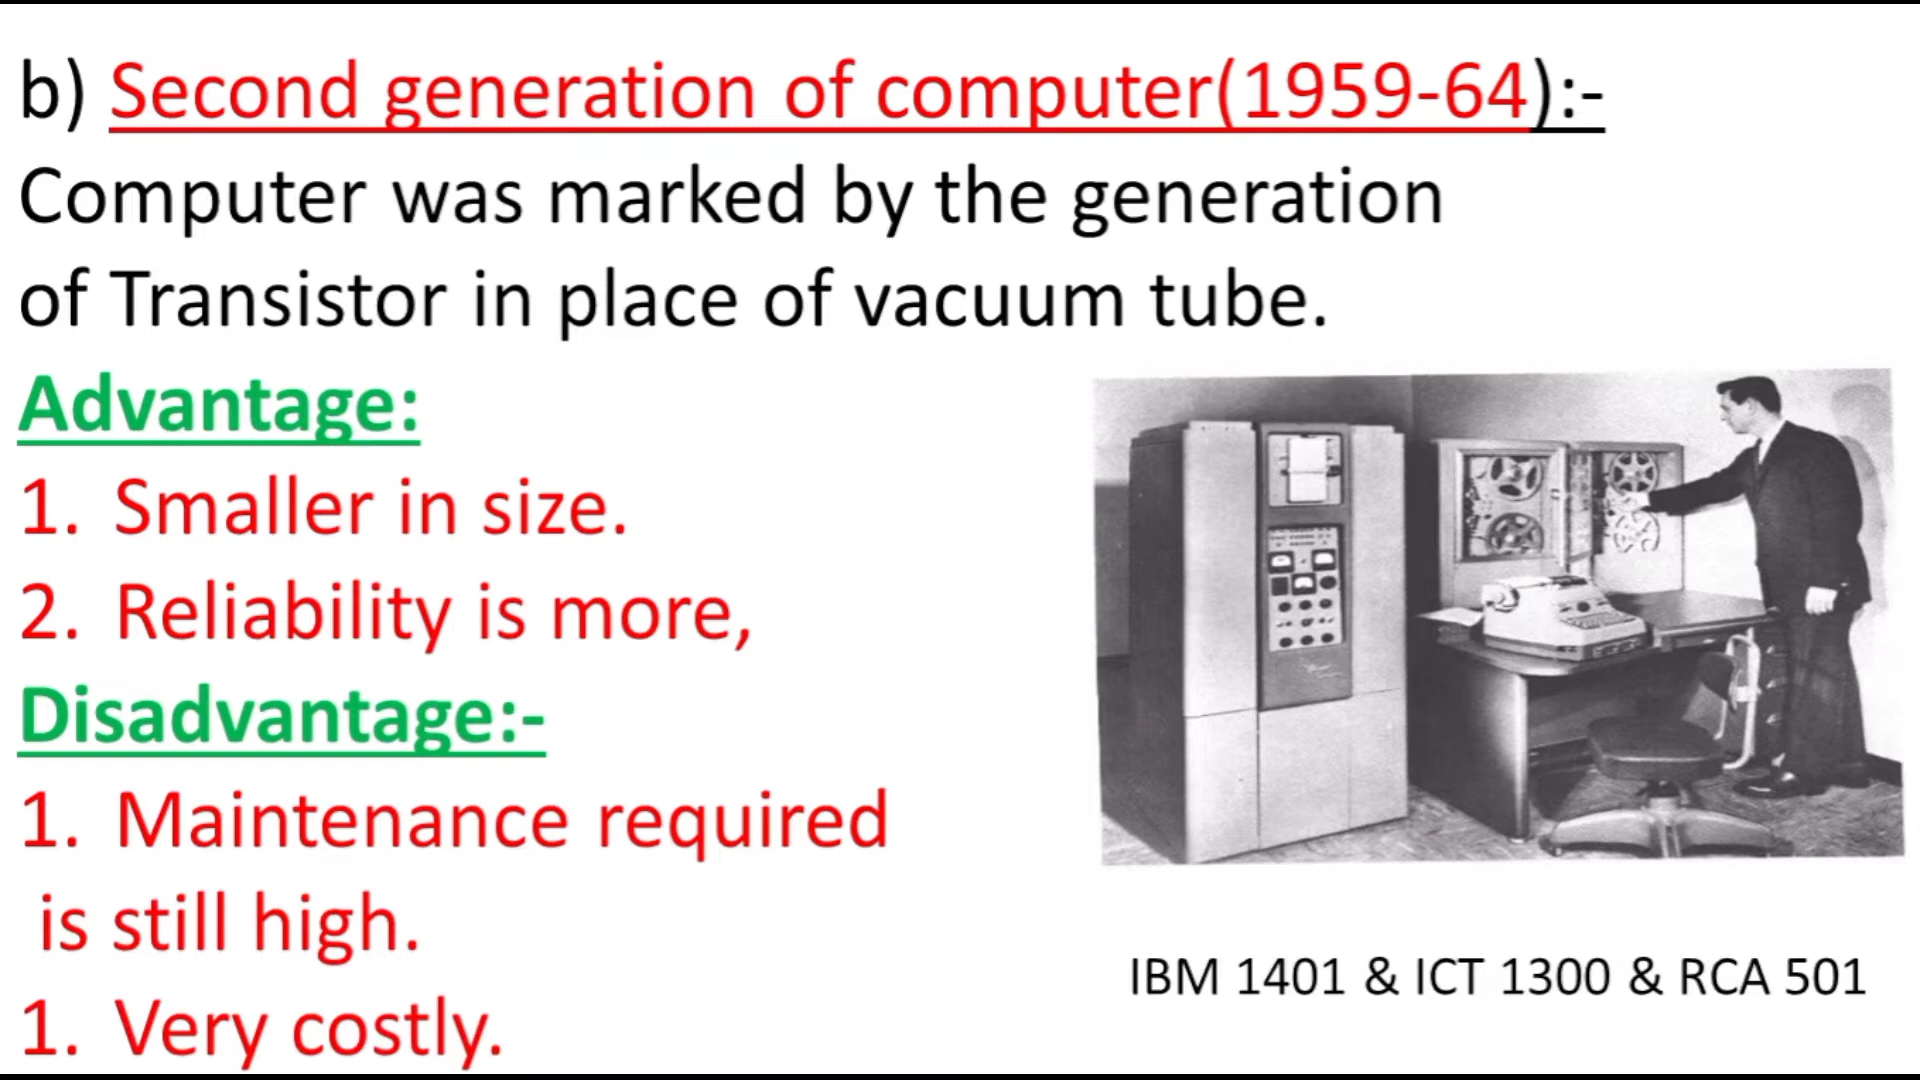 b) Second generation of computer(1959-64):-
Computer was marked by the generation
of Transistor in place of vacuum tube.
Advantage:
1. Smaller in size.
2. Reliability is more,
Disadvantage:-
1. Maintenance required
is still high.
1. Very costly.
IBM 1401 & ICT 1300 & RCA 501